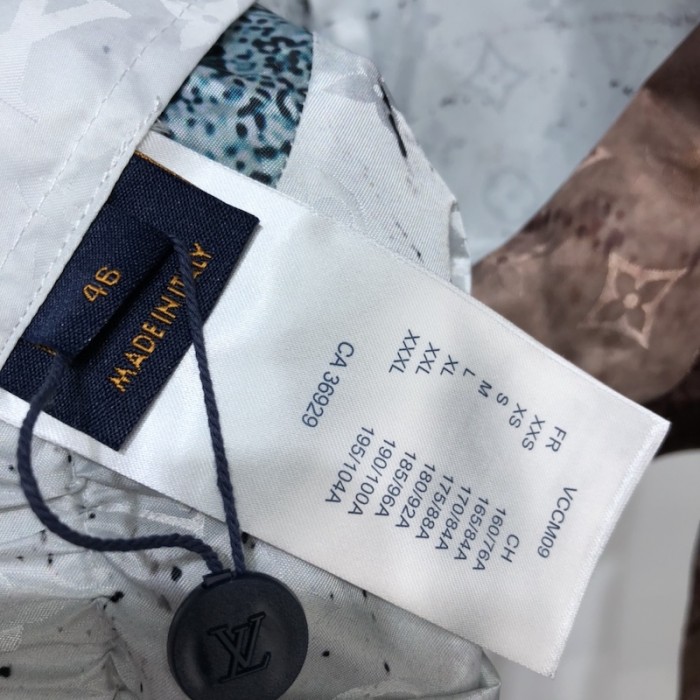 46
MADE IN ITALY
VCCM09
FR CH
XXS 160/76A
XS 165/84A
S 170/84A
M 175/88A
L 180/92A
XL 185/96A
XXL 190/100A
XXXL 195/104A
CA 36929
LV